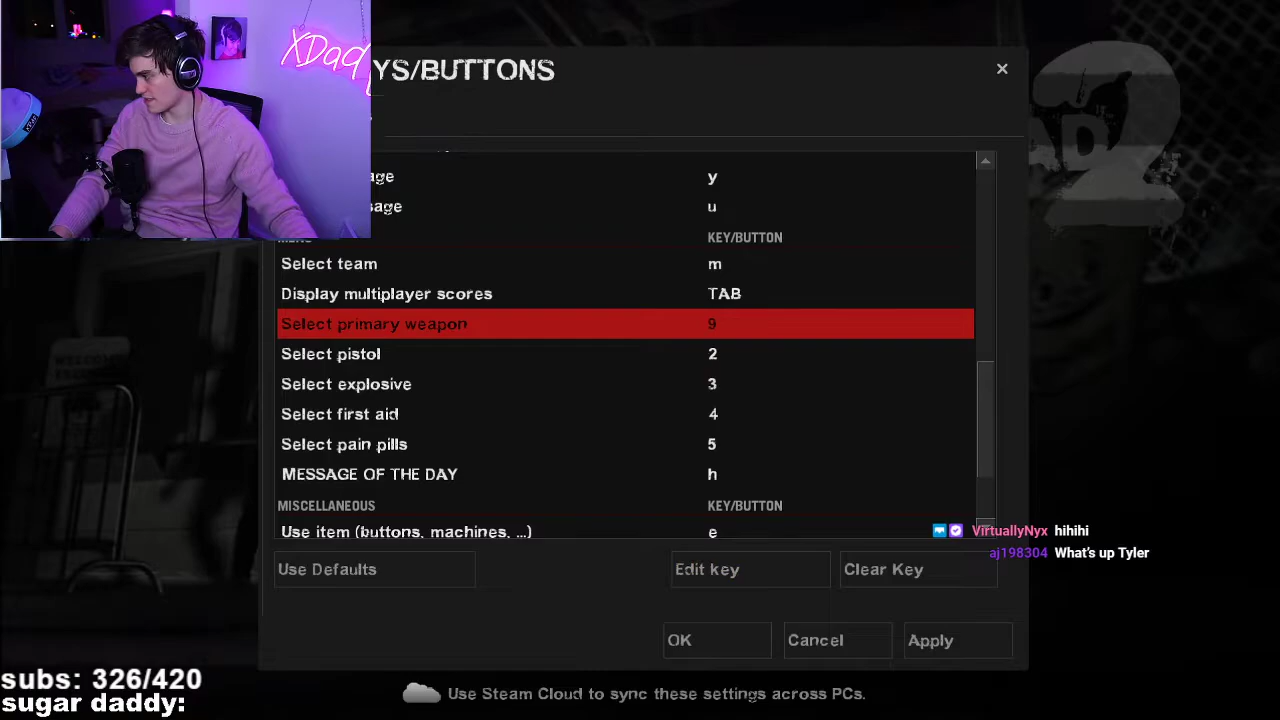 XDad
YS/BUTTONS
age y
sage u
KEY/BUTTON
Select team m
Display multiplayer scores TAB
Select primary weapon 9
Select pistol 2
Select explosive 3
Select first aid 4
Select pain pills 5
MESSAGE OF THE DAY h
MISCELLANEOUS KEY/BUTTON
Use item (buttons, machines, ...) e
VirtuallyNyx hihihi
aj198304 What's up Tyler
Use Defaults Edit key Clear Key
OK Cancel Apply
Use Steam Cloud to sync these settings across PCs.
subs: 326/420
sugar daddy:
AD 2
WELCOME